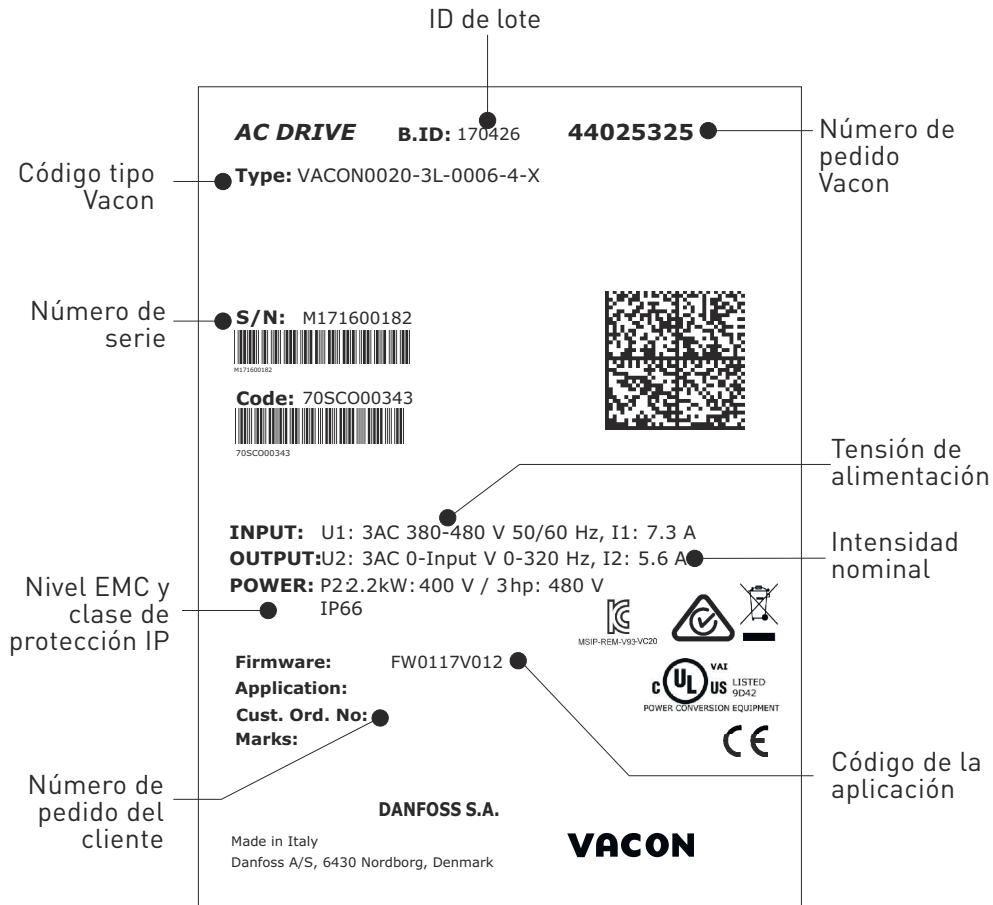 ID de lote
AC DRIVE B.ID: 170426 44025325
Número de
pedido
Vacon
Código tipo
Vacon
Type: VACON0020-3L-0006-4-X
Número de
serie
S/N: M171600182
M171600182
Code: 70SCO00343
70SCO00343
Tensión de
alimentación
INPUT: U1: 3AC 380-480 V 50/60 Hz, I1: 7.3 A
OUTPUT:U2: 3AC 0-Input V 0-320 Hz, I2: 5.6 A
Intensidad
nominal
POWER: P2:2.2kW: 400 V / 3hp: 480 V
IP66
Nivel EMC y
clase de
protección IP
MSIP-REM-V93-VC20
Firmware: FW0117V012
Application:
Cust. Ord. No:
Marks:
VAI
C UL US LISTED
9D42
POWER CONVERSION EQUIPMENT
CE
Código de la
aplicación
Número de
pedido del
cliente
DANFOSS S.A.
Made in Italy
Danfoss A/S, 6430 Nordborg, Denmark
VACON